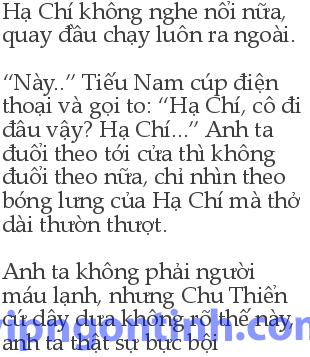 Hạ Chí không nghe nổi nữa,
quay đầu chạy luôn ra ngoài.
“Này..” Tiếu Nam cúp điện
thoại và gọi to: “Hạ Chí, cô đi
đâu vậy? Hạ Chí...” Anh ta
đuổi theo tới cửa thì không
đuổi theo nữa, chỉ nhìn theo
bóng lưng của Hạ Chí mà thở
dài thườn thượt.
Anh ta không phải người
máu lạnh, nhưng Chu Thiển
cứ dây dưa không rõ thế này,
anh ta thật sự bực bội
vipngontinh.com